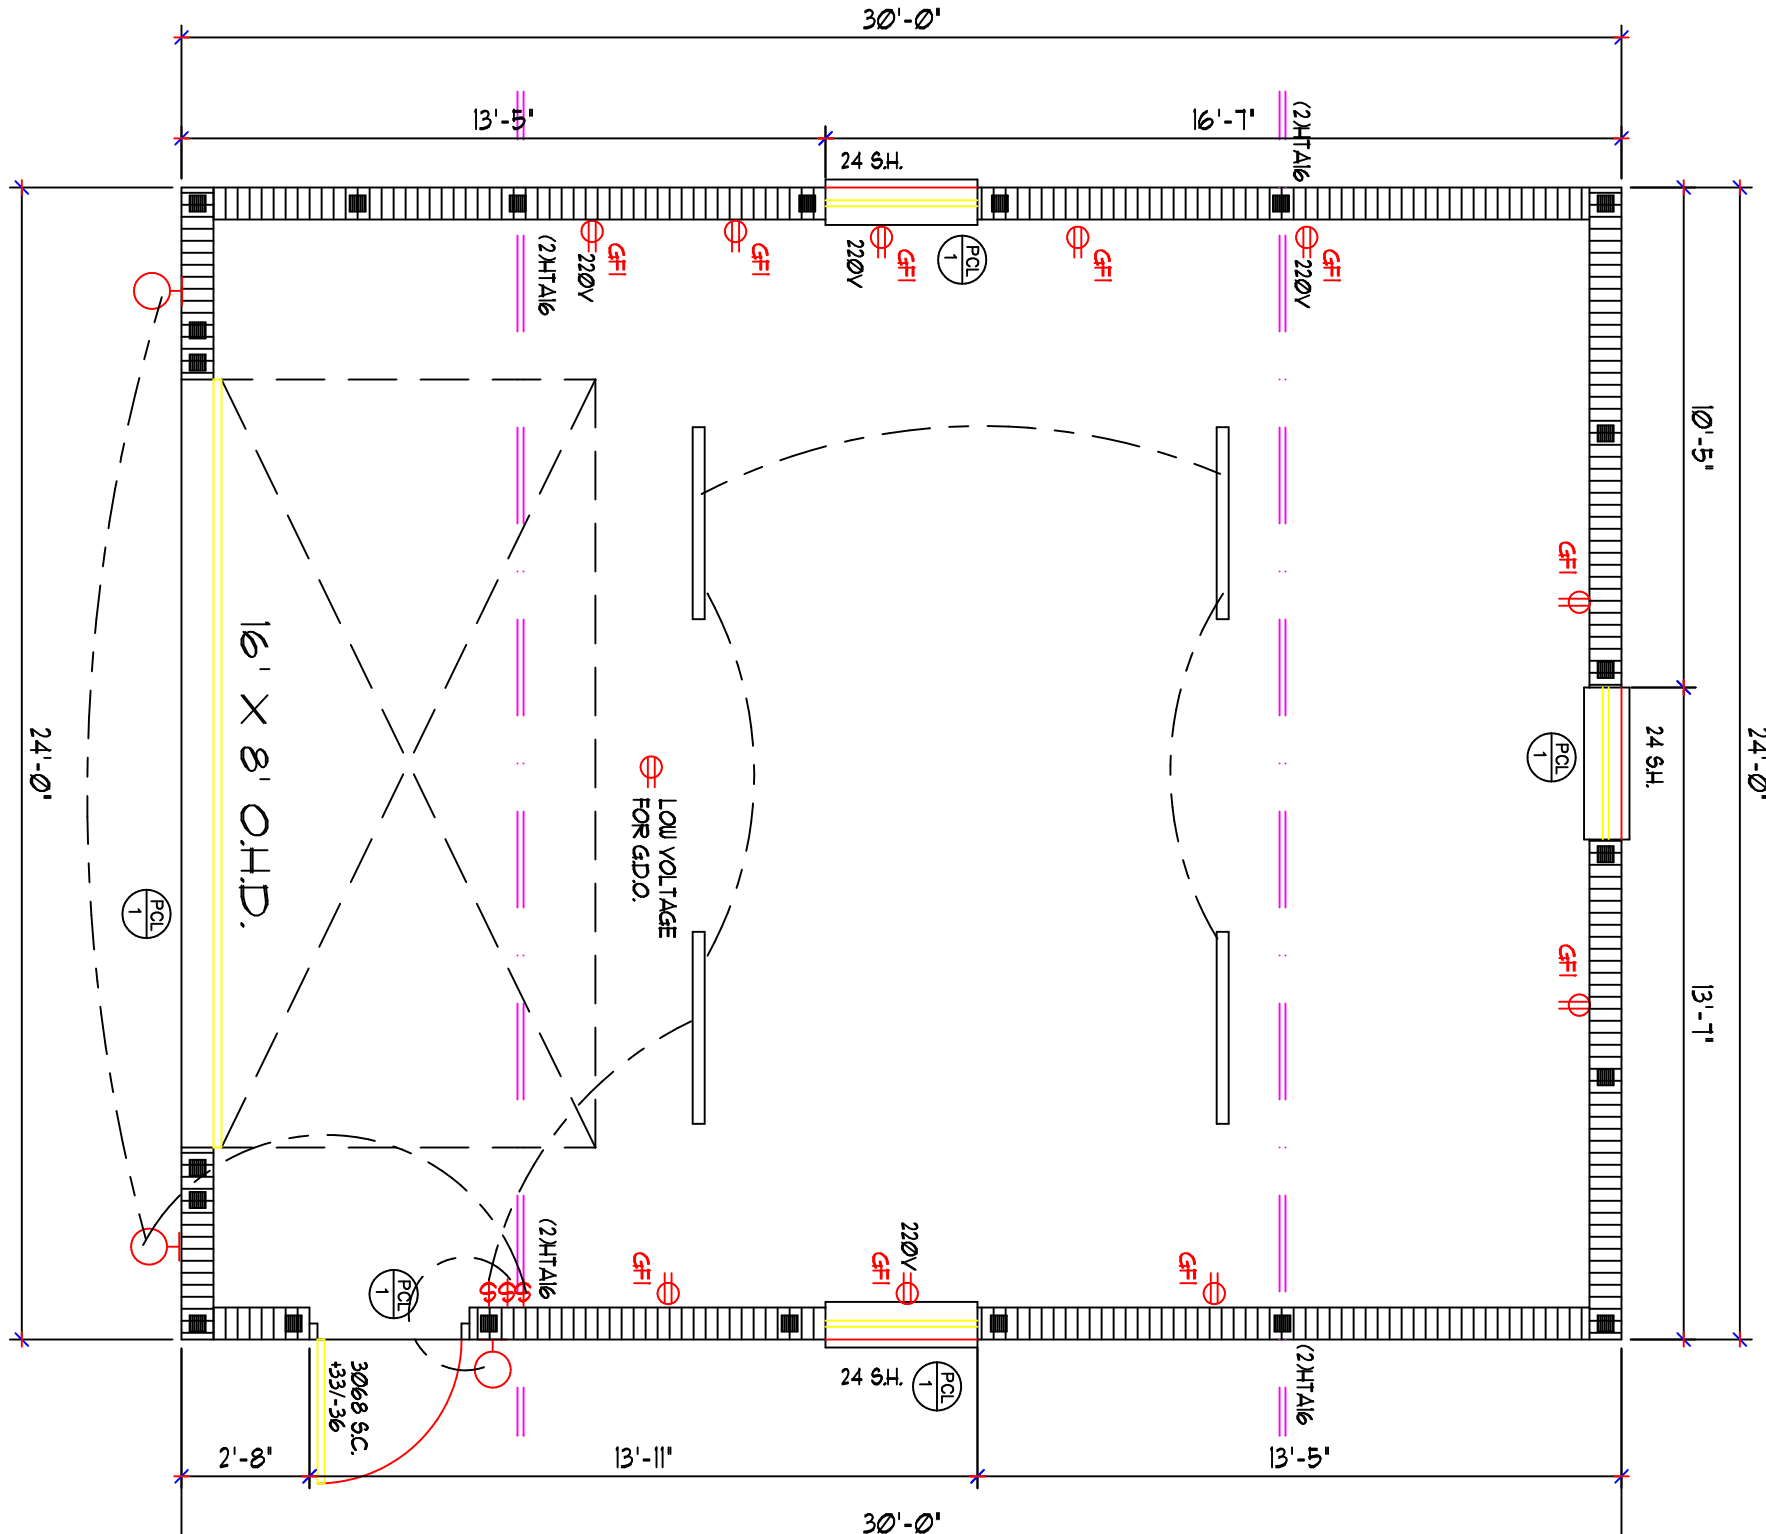 30'-0"
13'-5"
16'-7"
(2)HTA16
24 S.H.
GFI
220V
(2)HTA16
GFI
GFI
220V
PCL
1
GFI
GFI
220V
10'-5"
GFI
24'-0"
24'-0"
16' X 8' O.H.D.
LOW VOLTAGE
FOR G.D.O.
PCL
1
24 S.H.
PCL
1
GFI
13'-7"
PCL
1
S S S
(2)HTA16
GFI
GFI
220V
GFI
3068 S.C.
+33/-36
24 S.H.
PCL
1
(2)HTA16
2'-8"
13'-11"
13'-5"
30'-0"